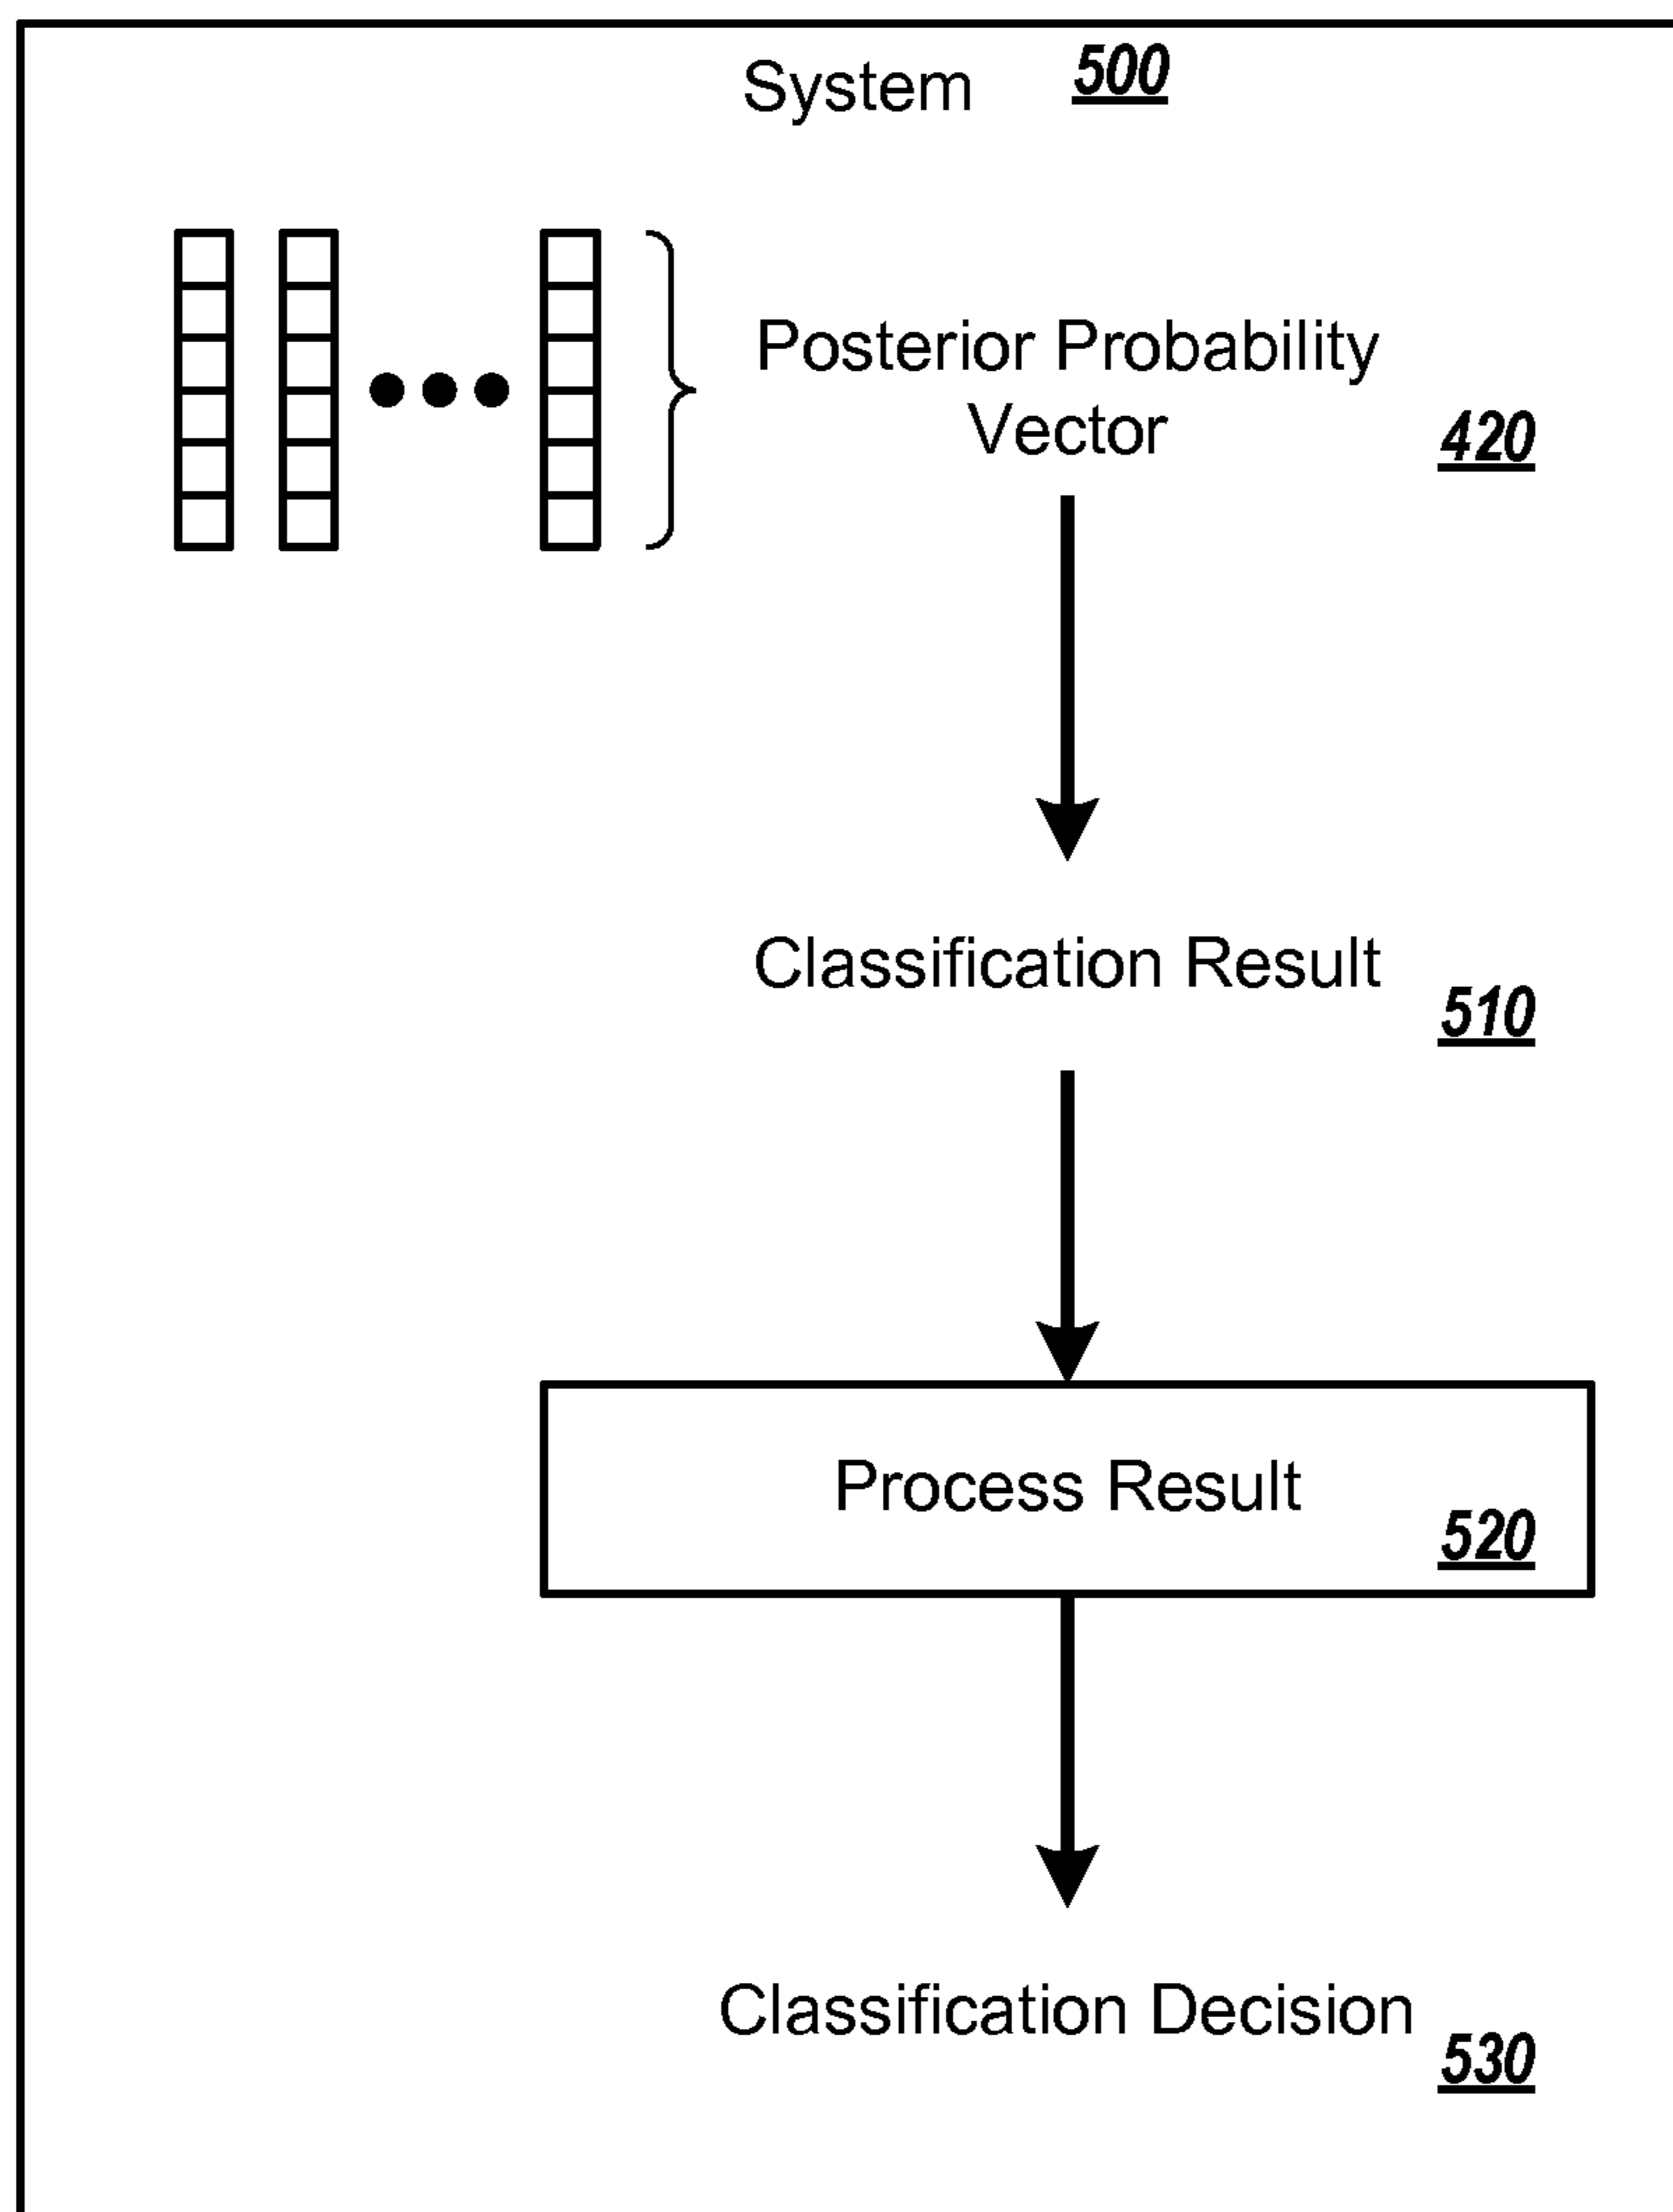 System 500
Posterior Probability
Vector 420
Classification Result
510
Process Result
520
Classification Decision
530